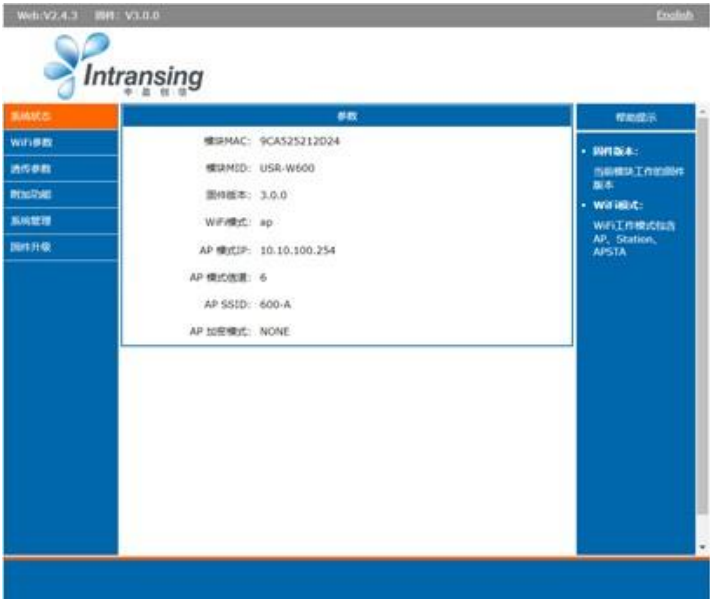 Web:V2.4.3 固件: V3.0.0
English
Intransing
中易创信
系统状态
WiFi参数
透传参数
附加功能
系统管理
固件升级
参数
模块MAC: 9CA525212D24
模块MID: USR-W600
固件版本: 3.0.0
WiFi模式: ap
AP 模式IP: 10.10.100.254
AP 模式信道: 6
AP SSID: 600-A
AP 加密模式: NONE
帮助提示
• 固件版本:
当前模块工作的固件
版本
• WiFi模式:
WiFi工作模式包含
AP, Station,
APSTA